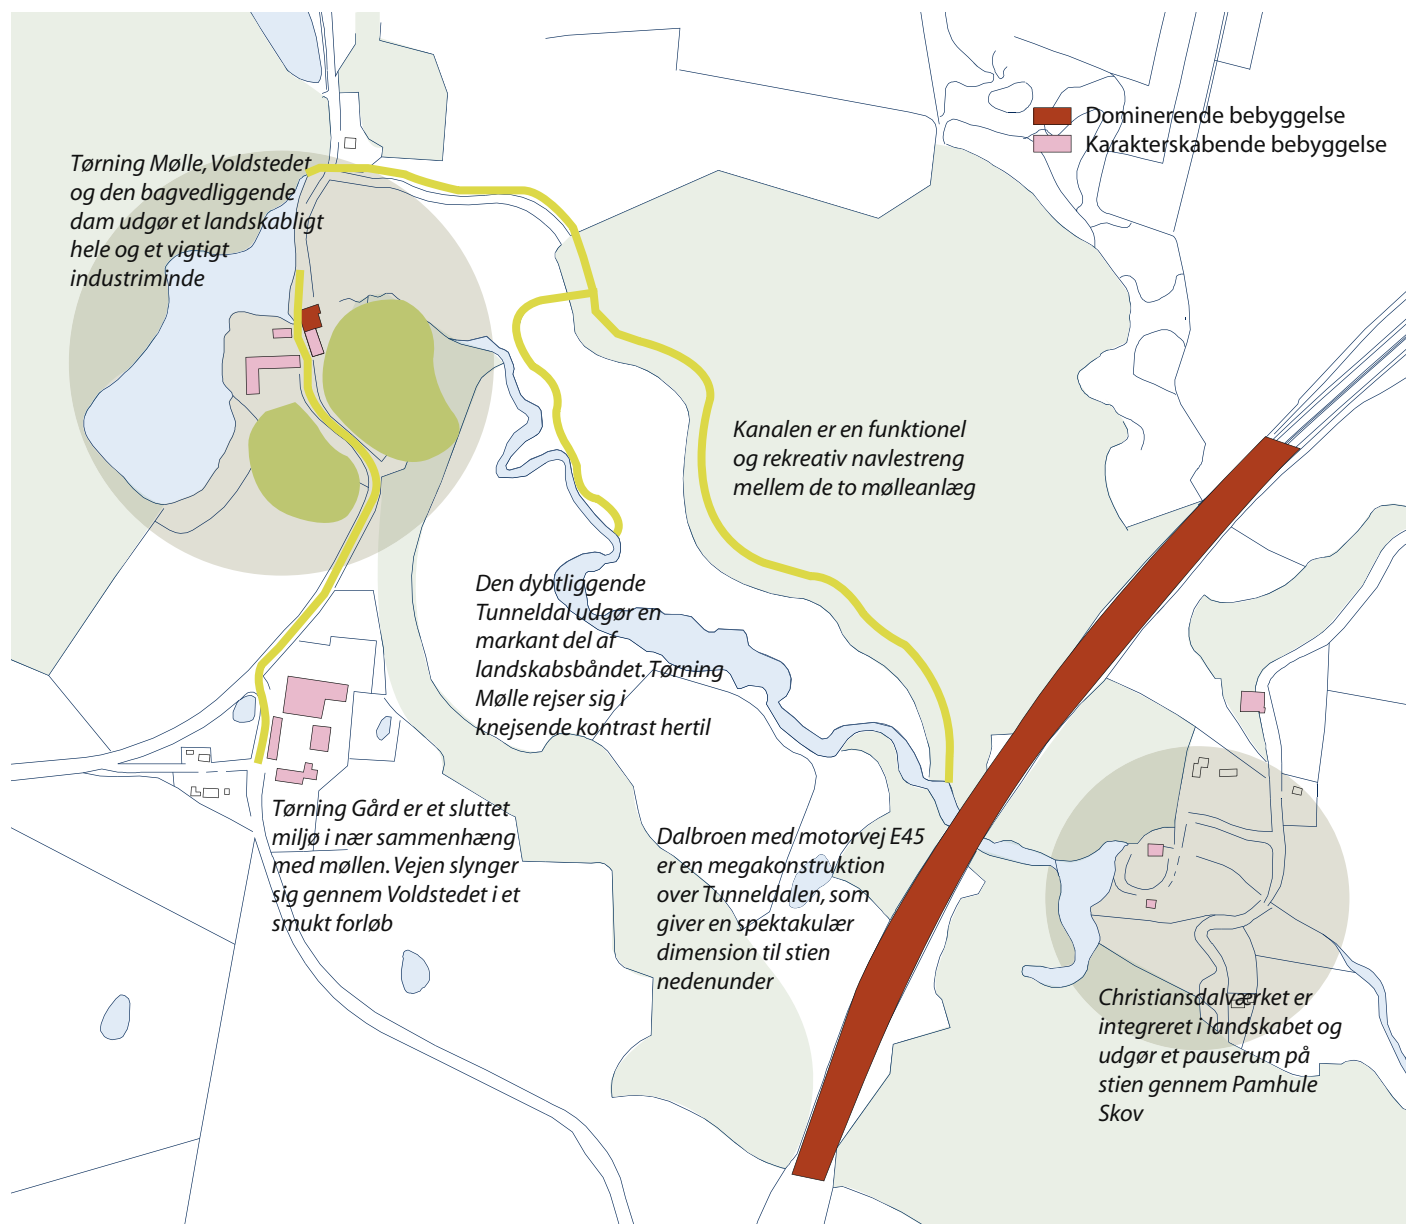 Dominerende bebyggelse
Karakterskabende bebyggelse
Tørning Mølle, Voldstedet
og den bagvedliggende
dam udgør et landskabligt
hele og et vigtigt
industriminde
Kanalen er en funktionel
og rekreativ navlestreng
mellem de to mølleanlæg
Den dybtliggende
Tunneldal udgør en
markant del af
landskabsbåndet. Tørning
Mølle rejser sig i
knejsende kontrast hertil
Tørning Gård er et sluttet
miljø i nær sammenhæng
med møllen. Vejen slynger
sig gennem Voldstedet i et
smukt forløb
Dalbroen med motorvej E45
er en megakonstruktion
over Tunneldalen, som
giver en spektakulær
dimension til stien
nedenunder
Christiansdalværket er
integreret i landskabet og
udgør et pauserum på
stien gennem Pamhule
Skov